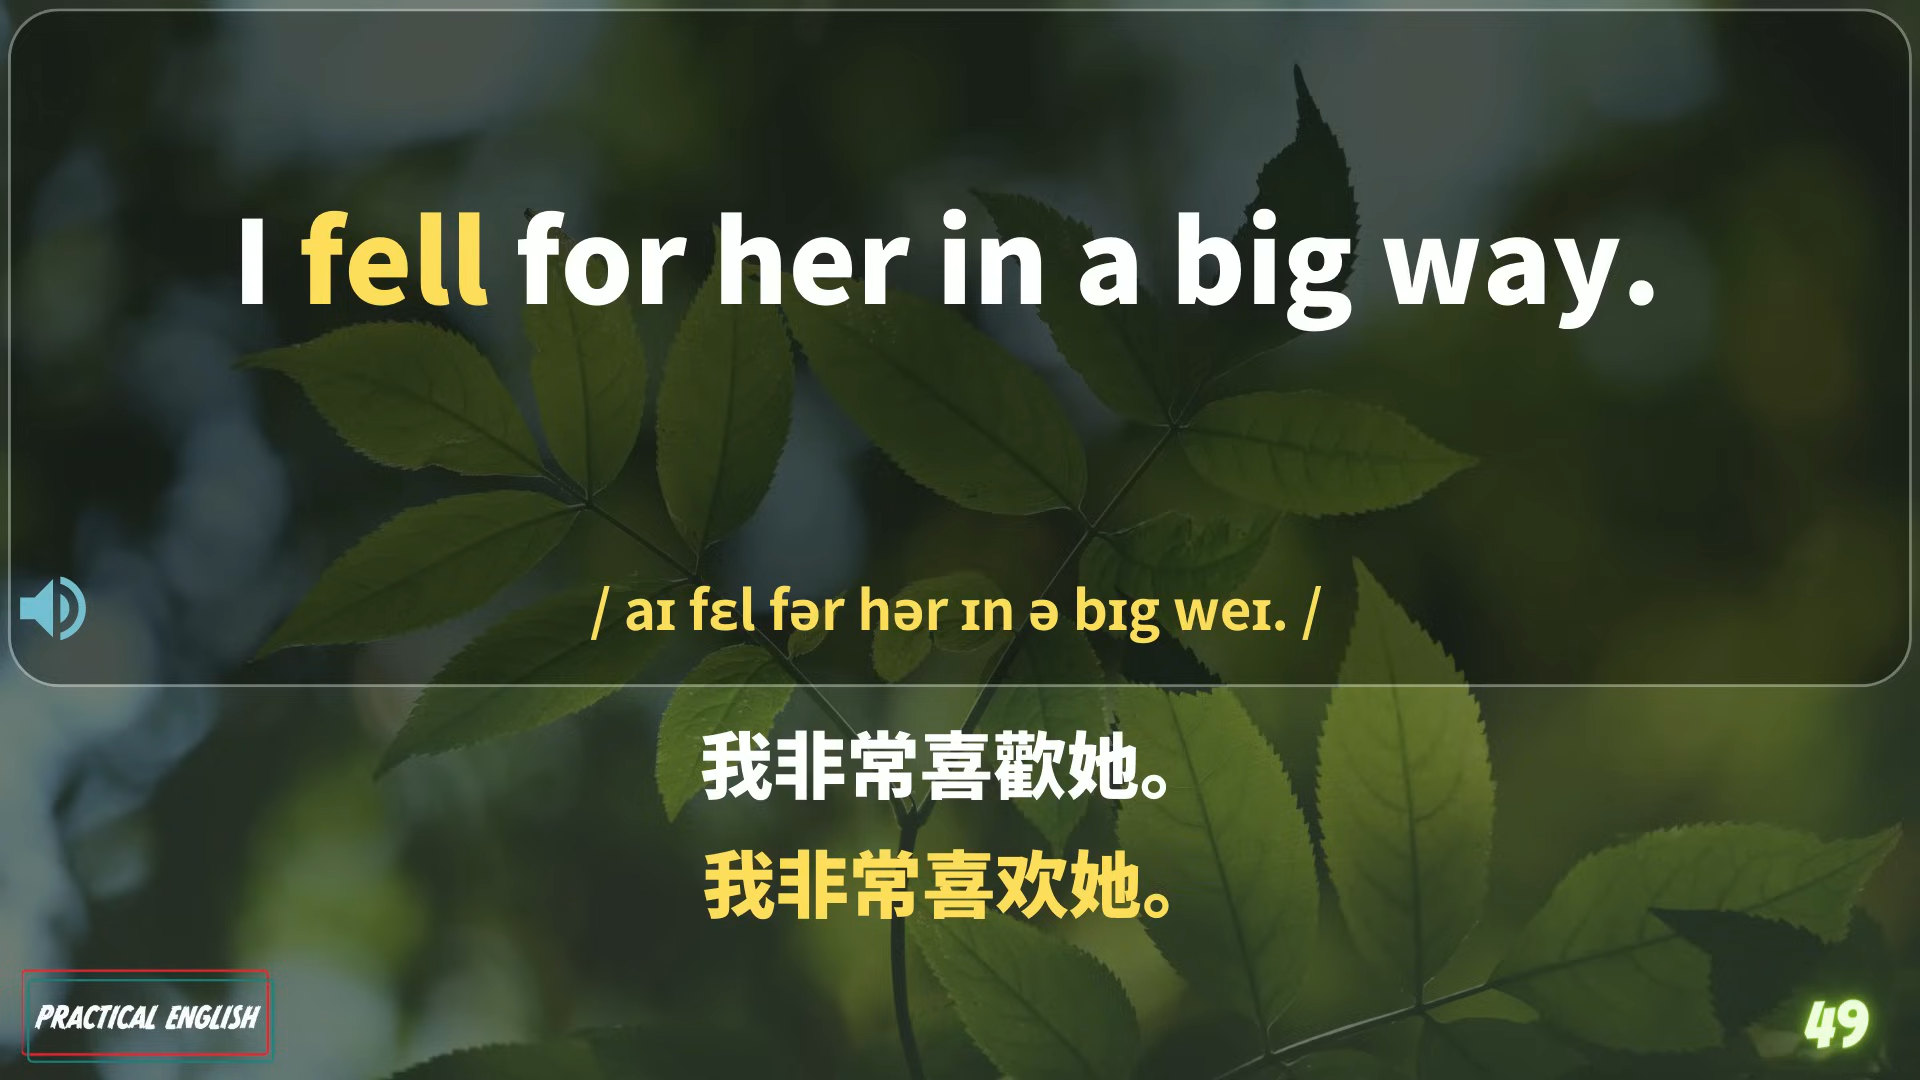 I fell for her in a big way.
/ aɪ fɛl fər hər ɪn ə bɪg weɪ. /
我非常喜歡她。
我非常喜欢她。
PRACTICAL ENGLISH
49